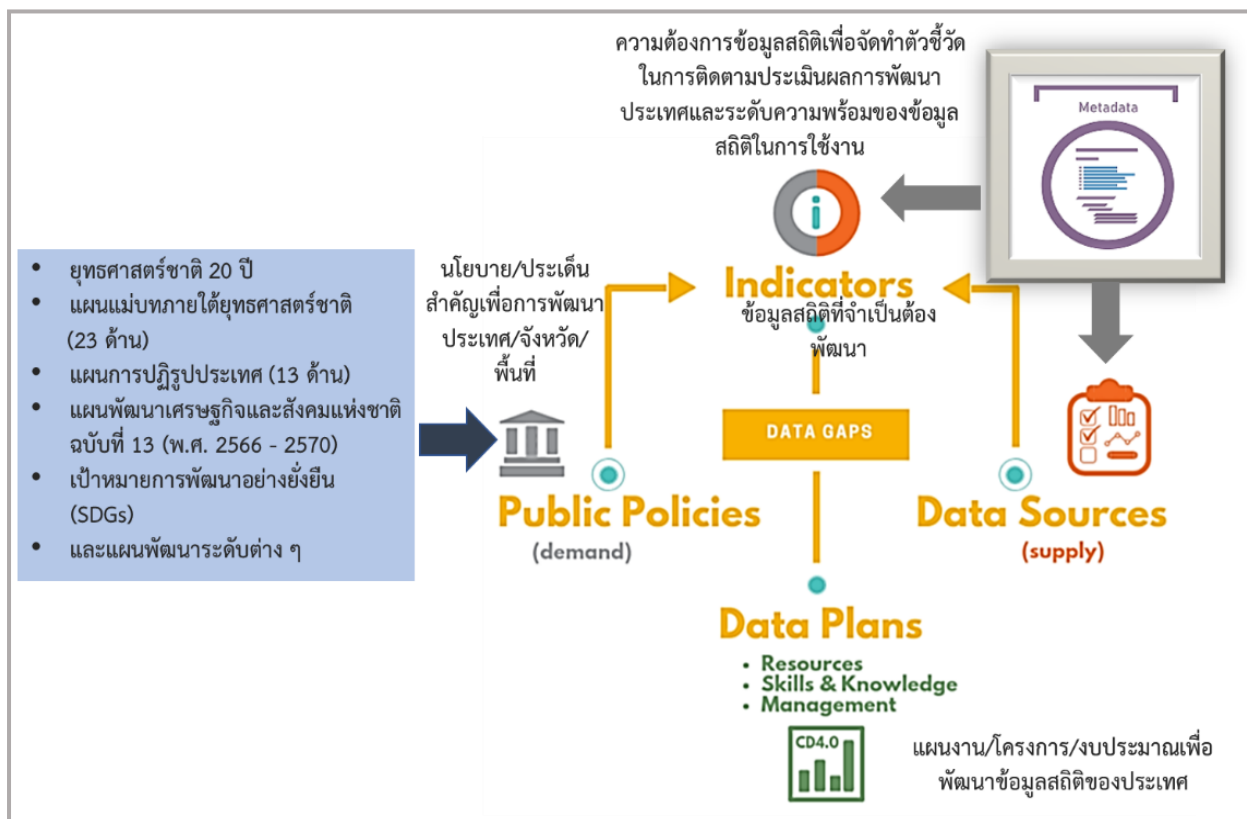 ความต้องการข้อมูลสถิติเพื่อจัดทำตัวชี้วัด
ในการติดตามประเมินผลการพัฒนา
ประเทศและระดับความพร้อมของข้อมูล
สถิติในการใช้งาน
Metadata
i
Indicators
ข้อมูลสถิติที่จำเป็นต้อง
พัฒนา
• ยุทธศาสตร์ชาติ 20 ปี
• แผนแม่บทภายใต้ยุทธศาสตร์ชาติ
(23 ด้าน)
• แผนการปฏิรูปประเทศ (13 ด้าน)
• แผนพัฒนาเศรษฐกิจและสังคมแห่งชาติ
ฉบับที่ 13 (พ.ศ. 2566 - 2570)
• เป้าหมายการพัฒนาอย่างยั่งยืน
(SDGs)
• และแผนพัฒนาระดับต่าง ๆ
นโยบาย/ประเด็น
สำคัญเพื่อการพัฒนา
ประเทศ/จังหวัด/
พื้นที่
DATA GAPS
Public Policies
(demand)
Data Sources
(supply)
Data Plans
• Resources
• Skills & Knowledge
• Management
CD4.0
แผนงาน/โครงการ/งบประมาณเพื่อ
พัฒนาข้อมูลสถิติของประเทศ